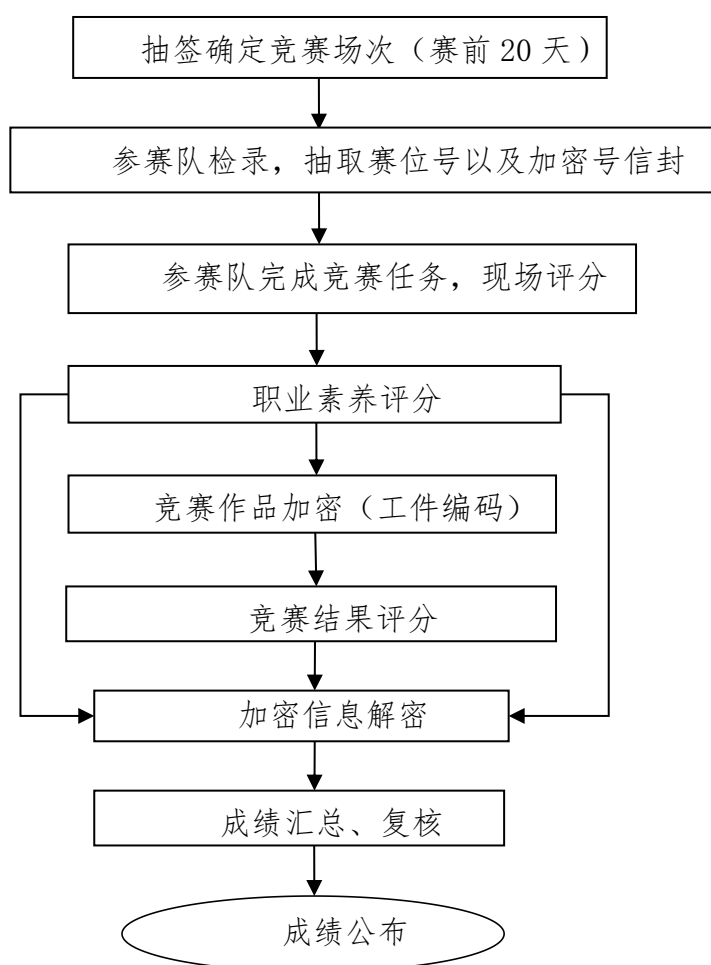 抽签确定竞赛场次（赛前 20 天）
参赛队检录，抽取赛位号以及加密号信封
参赛队完成竞赛任务，现场评分
职业素养评分
竞赛作品加密（工件编码）
竞赛结果评分
加密信息解密
成绩汇总、复核
成绩公布